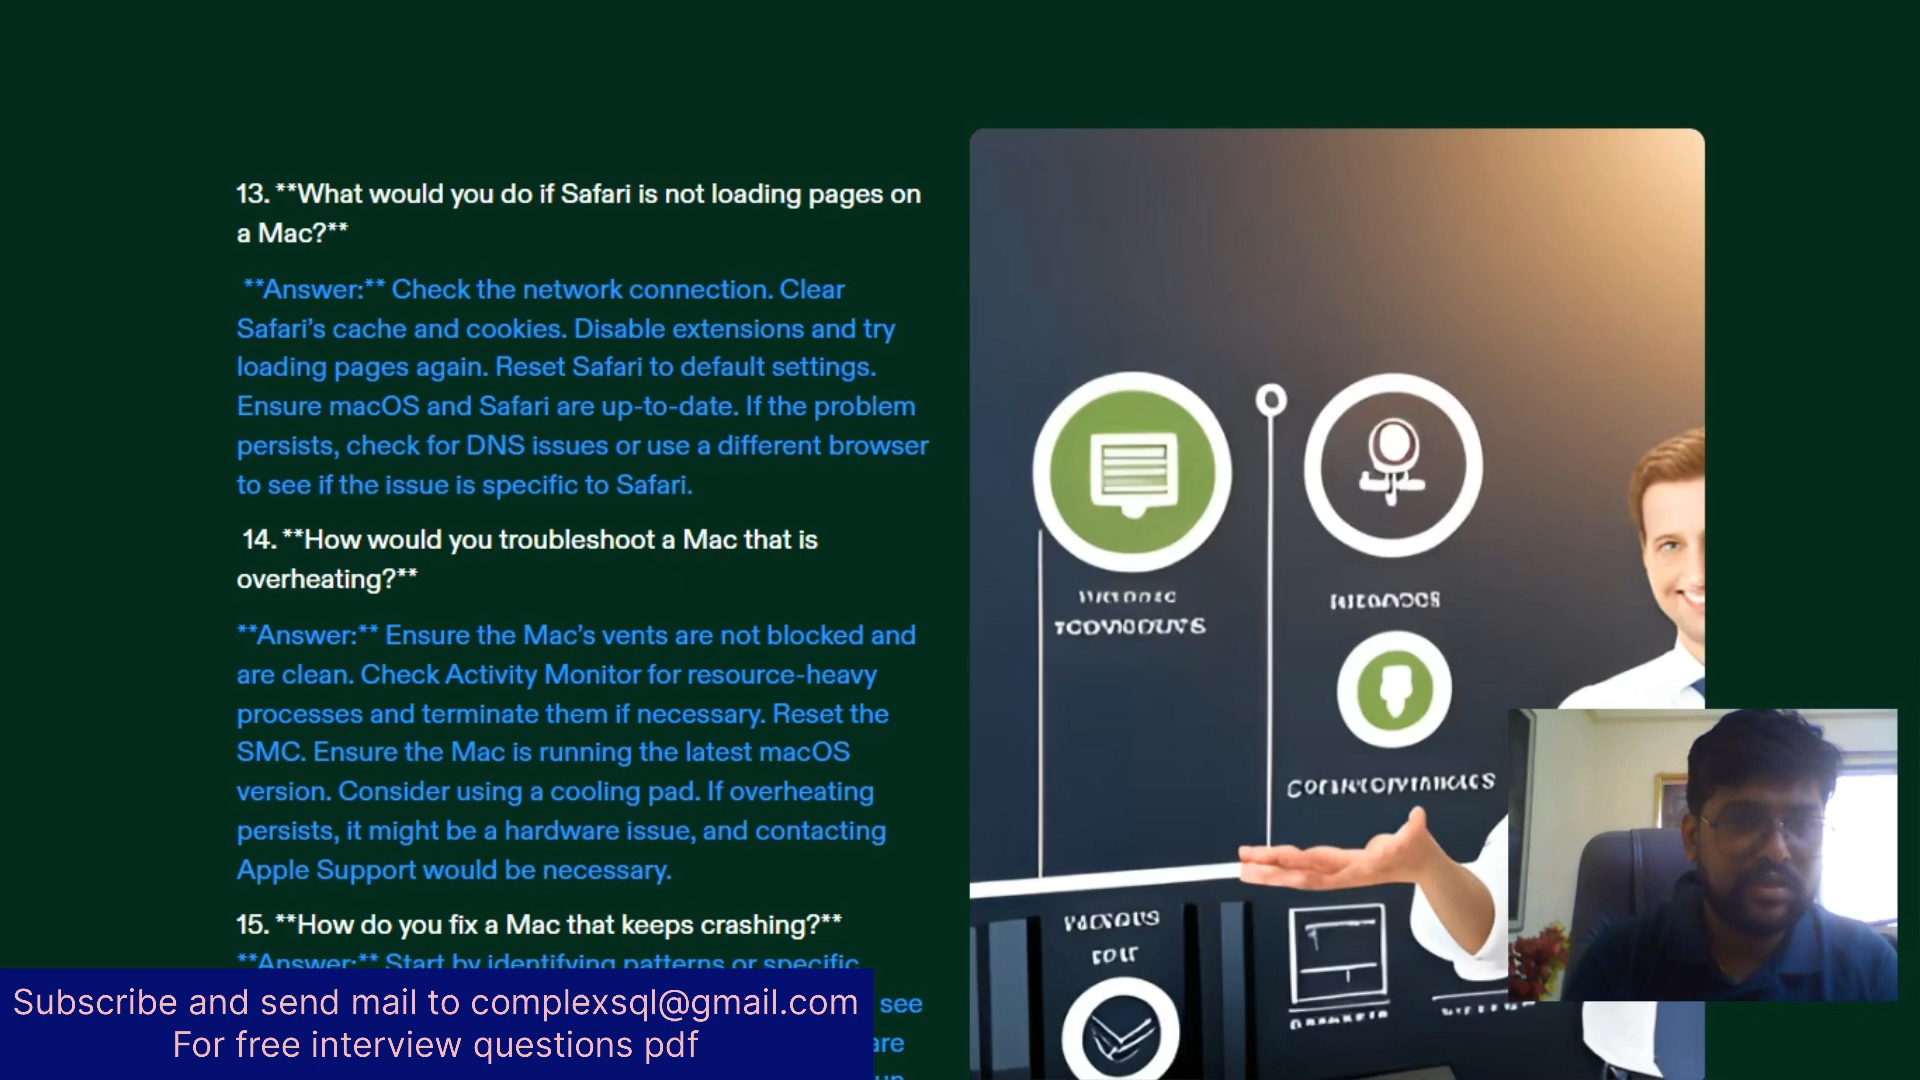 13. **What would you do if Safari is not loading pages on
a Mac?**
**Answer:** Check the network connection. Clear
Safari's cache and cookies. Disable extensions and try
loading pages again. Reset Safari to default settings.
Ensure macOS and Safari are up-to-date. If the problem
persists, check for DNS issues or use a different browser
to see if the issue is specific to Safari.
14. **How would you troubleshoot a Mac that is
overheating?**
**Answer:** Ensure the Mac's vents are not blocked and
are clean. Check Activity Monitor for resource-heavy
processes and terminate them if necessary. Reset the
SMC. Ensure the Mac is running the latest macOS
version. Consider using a cooling pad. If overheating
persists, it might be a hardware issue, and contacting
Apple Support would be necessary.
15. **How do you fix a Mac that keeps crashing?**
**Answer:** Start by identifying patterns or specific
see
are
Subscribe and send mail to complexsql@gmail.com
For free interview questions pdf